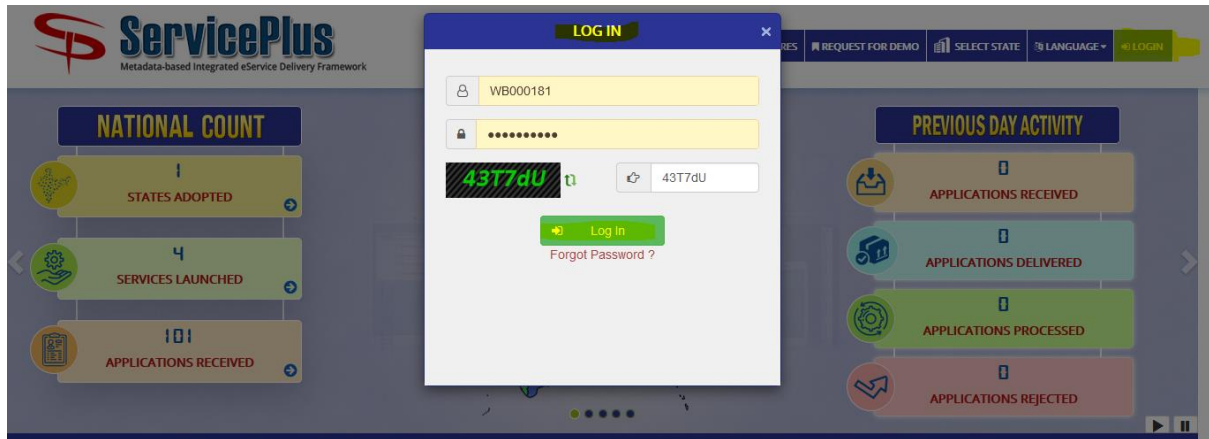 ServicePlus
Metadata-based Integrated eService Delivery Framework
LOG IN
×
RES
REQUEST FOR DEMO
SELECT STATE
LANGUAGE
LOGIN
WB000181
••••••••••
43T7dU
43T7dU
Log In
Forgot Password ?
NATIONAL COUNT
1
STATES ADOPTED
4
SERVICES LAUNCHED
101
APPLICATIONS RECEIVED
PREVIOUS DAY ACTIVITY
0
APPLICATIONS RECEIVED
0
APPLICATIONS DELIVERED
0
APPLICATIONS PROCESSED
0
APPLICATIONS REJECTED